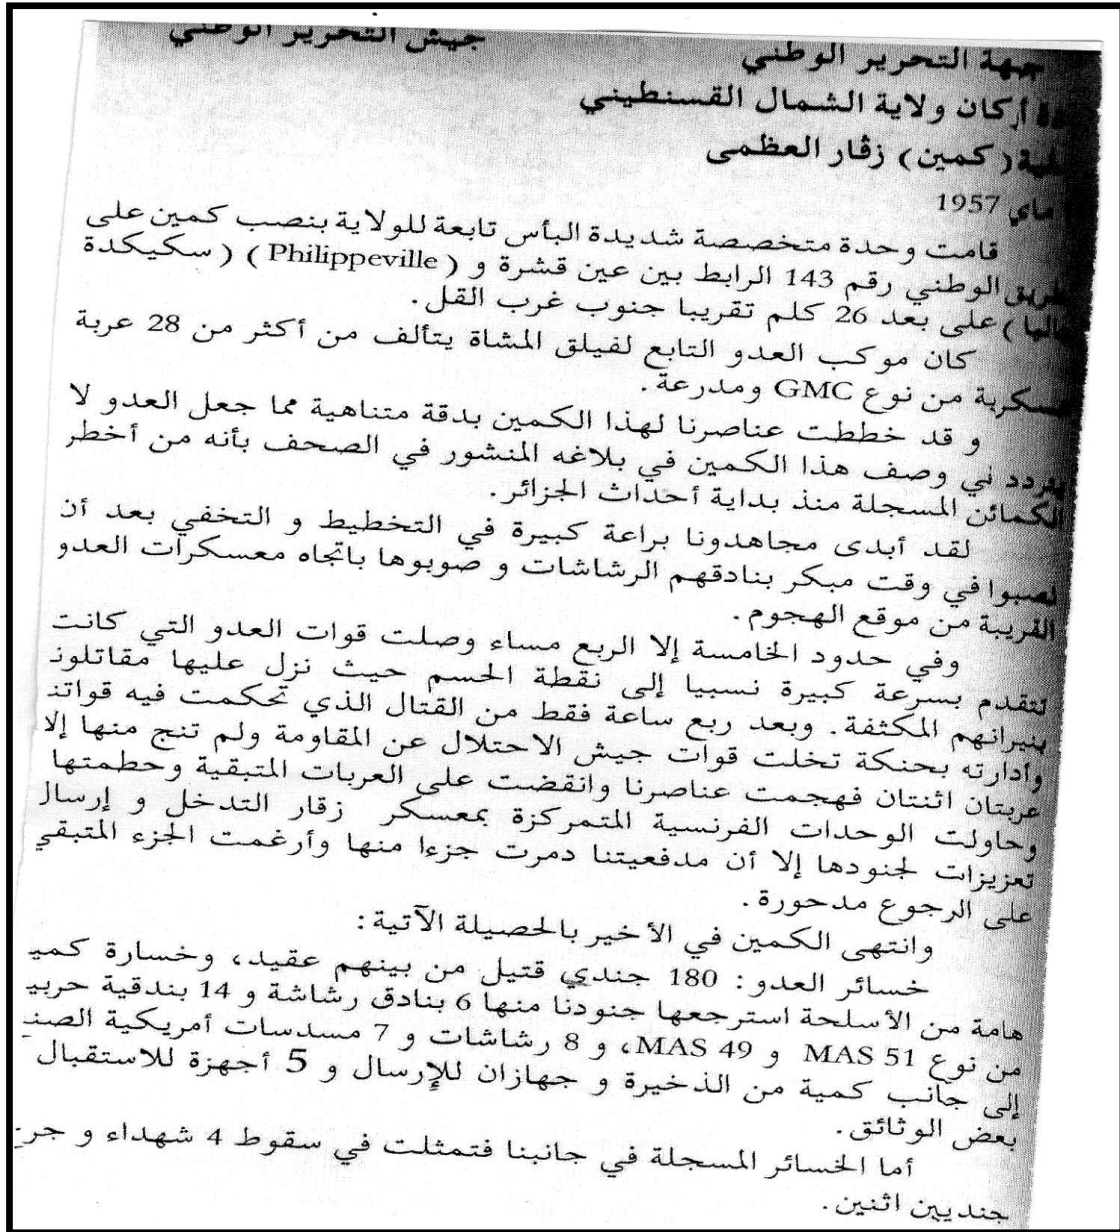 جبهة التحرير الوطني جيش التحرير الوطني
أركان ولاية الشمال القسنطيني
(كمين) زڤار العظمى
ماي 1957
قامت وحدة متخصصة شديدة البأس تابعة للولاية بنصب كمين على
الوطني رقم 143 الرابط بين عين قشرة و ( Philippeville ) ( سكيكدة
) على بعد 26 كلم تقريبا جنوب غرب القل .
كان موكب العدو التابع لفيلق المشاة يتألف من أكثر من 28 عربة
من نوع GMC ومدرعة .
و قد خططت عناصرنا لهذا الكمين بدقة متناهية مما جعل العدو لا
يتردد ني وصف هذا الكمين في بلاغه المنشور في الصحف بأنه من أخطر
الكمائن المسجلة منذ بداية أحداث الجزائر .
لقد أبدى مجاهدونا براعة كبيرة في التخطيط و التخفي بعد أن
نصبوا في وقت مبكر بنادقهم الرشاشات و صوبوها باتجاه معسكرات العدو
القريبة من موقع الهجوم .
وفي حدود الخامسة إلا الربع مساء وصلت قوات العدو التي كانت
تتقدم بسرعة كبيرة نسبيا إلى نقطة الحسم حيث نزل عليها مقاتلون
بنيرانهم المكثفة . وبعد ربع ساعة فقط من القتال الذي تحكمت فيه قواتنـ
وأدارته بحنكة تخلت قوات جيش الاحتلال عن المقاومة ولم تنج منها إلا
عربتان اثنتان فهجمت عناصرنا وانقضت على العربات المتبقية وحطمتها
وحاولت الوحدات الفرنسية المتمركزة بمعسكر زقار التدخل و إرسال
تعزيزات لجنودها إلا أن مدفعيتنا دمرت جزءا منها وأرغمت الجزء المتبقي
على الرجوع مدحورة .
وانتهى الكمين في الأخير بالحصيلة الآتية :
خسائر العدو : 180 جندي قتيل من بينهم عقيد، وخسارة كميـ
هامة من الأسلحة استرجعها جنودنا منها 6 بنادق رشاشة و 14 بندقية حربيـ
من نوع MAS 51 و MAS 49، و 8 رشاشات و 7 مسدسات أمريكية الصنـ
إلى جانب كمية من الذخيرة و جهازان للإرسال و 5 أجهزة للاستقبال
بعض الوثائق .
أما الخسائر المسجلة في جانبنا فتمثلت في سقوط 4 شهداء و جر
جنديين اثنين .